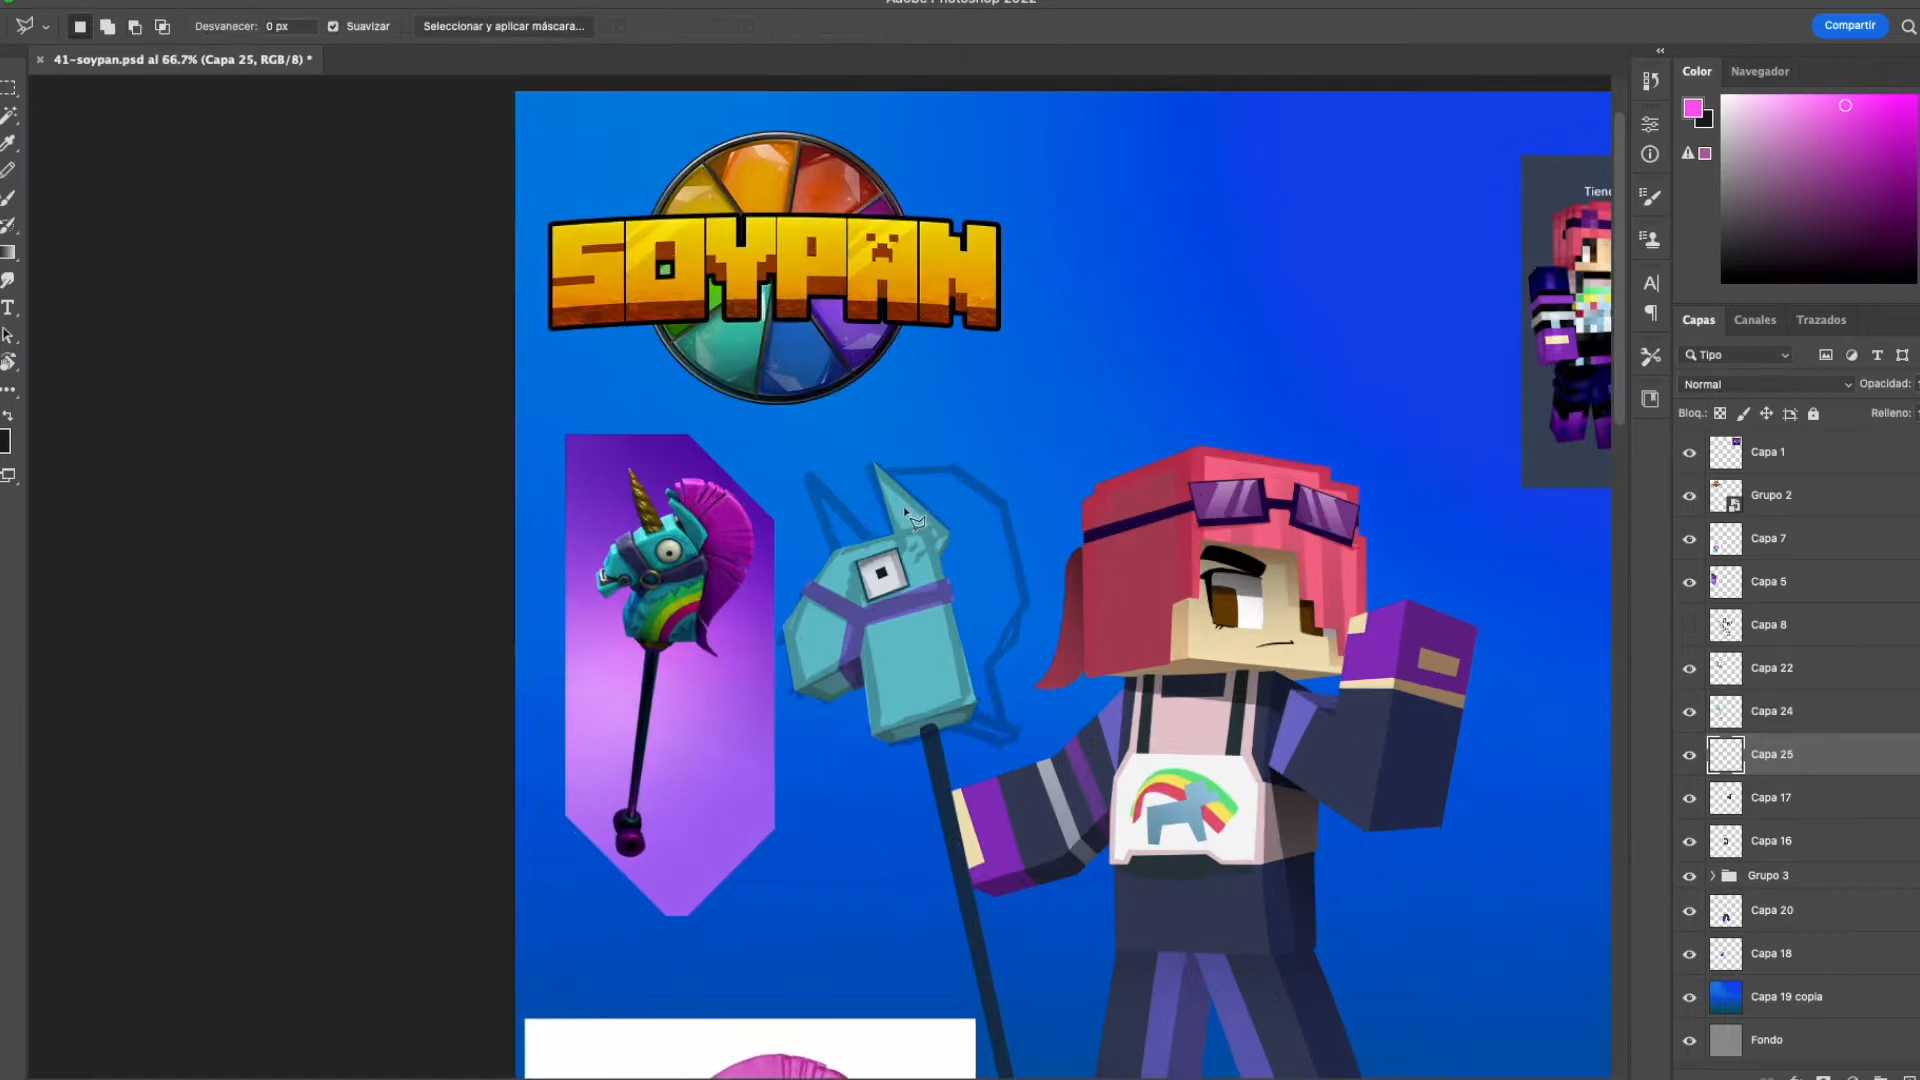 Adobe Photoshop 2022
Desvanecer: 0 px
Suavizar
Seleccionar y aplicar máscara...
Compartir
41-soypan.psd al 66.7% (Capa 25, RGB/8) *
Color
Navegador
SOYPAN
Tiend
Capas
Canales
Trazados
Tipo
Normal
Opacidad:
Bloq.:
Relleno:
Capa 1
Grupo 2
Capa 7
Capa 5
Capa 8
Capa 22
Capa 24
Capa 25
Capa 17
Capa 16
Grupo 3
Capa 20
Capa 18
Capa 19 copia
Fondo